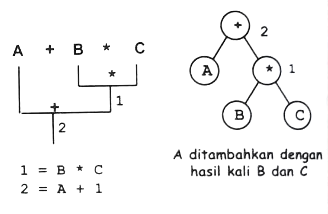 A + B * C
*
1
+
2
1 = B * C
2 = A + 1
+
2
A
*
1
B
C
A ditambahkan dengan
hasil kali B dan C